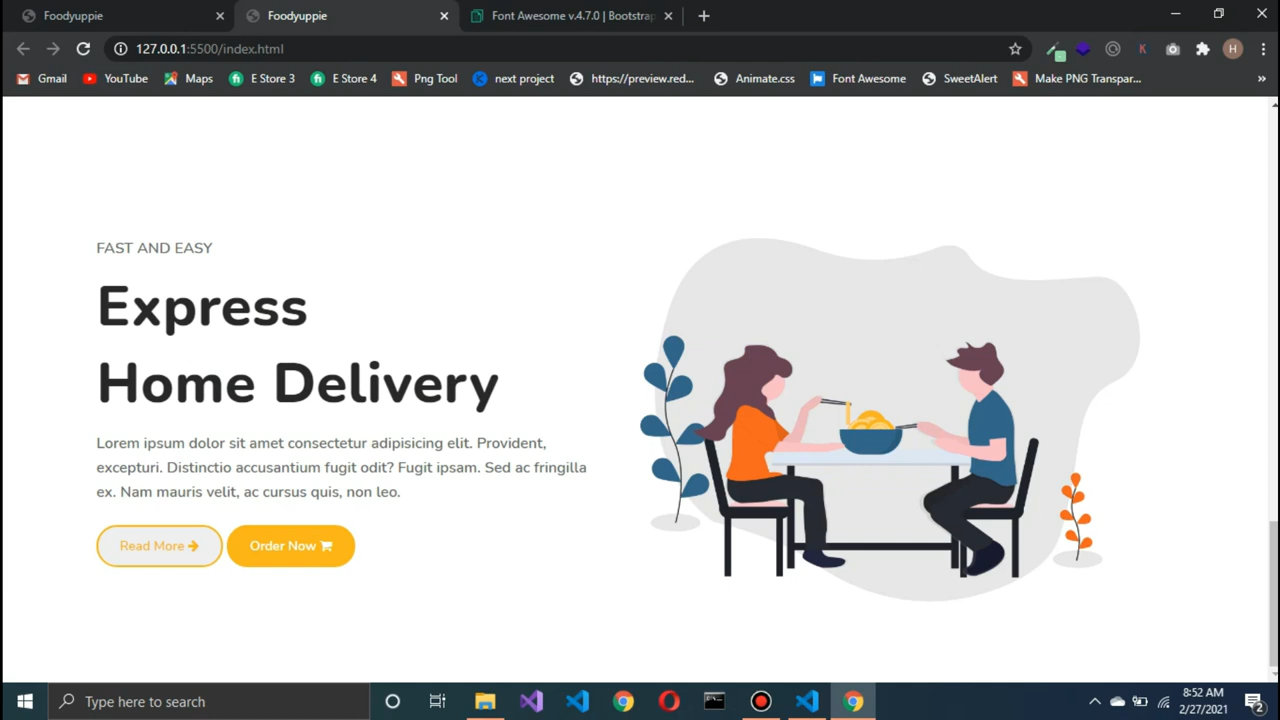 Foodyuppie
Foodyuppie
Font Awesome v.4.7.0 | Bootstrap
127.0.0.1:5500/index.html
K
H
Gmail
YouTube
Maps
E Store 3
E Store 4
Png Tool
next project
https://preview.red...
Animate.css
Font Awesome
SweetAlert
Make PNG Transpar...
»
FAST AND EASY
Express
Home Delivery
Lorem ipsum dolor sit amet consectetur adipisicing elit. Provident,
excepturi. Distinctio accusantium fugit odit? Fugit ipsam. Sed ac fringilla
ex. Nam mauris velit, ac cursus quis, non leo.
Read More
Order Now
Type here to search
8:52 AM
2/27/2021
2